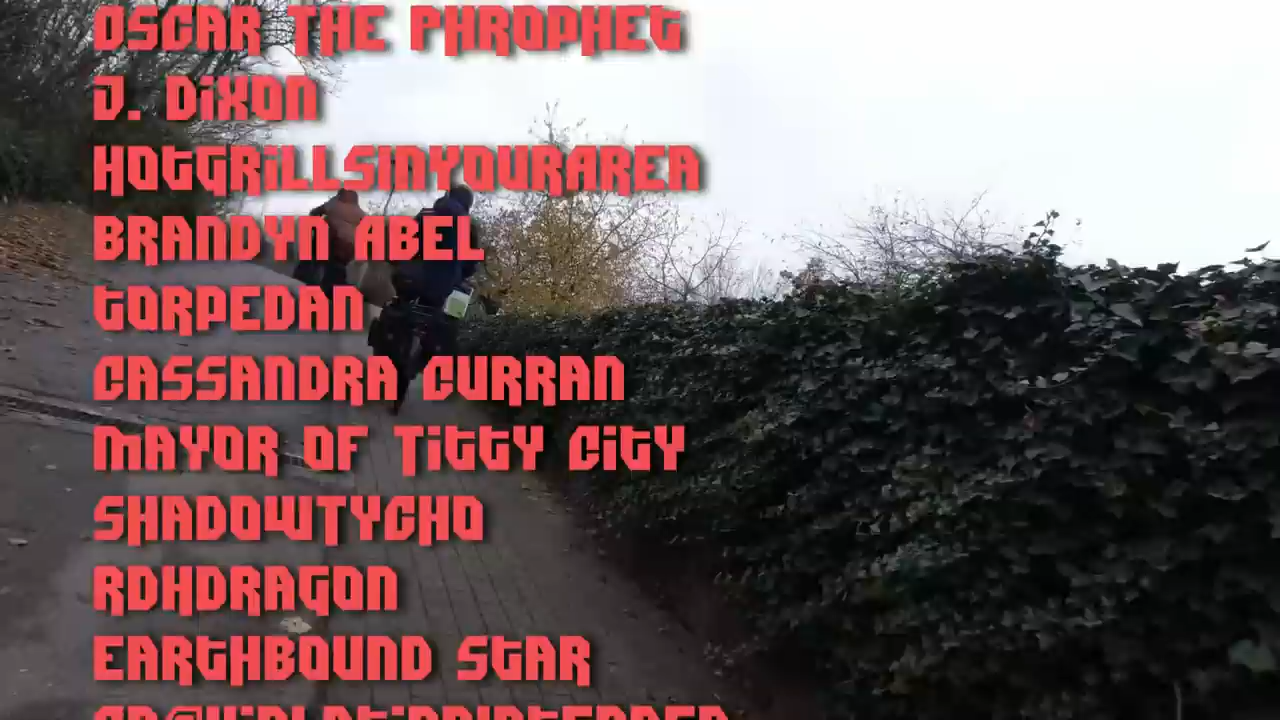 OSCAR THE PHROPHET
J. DIXON
HOTGRILLSINYOURAREA
BRANDYN ABEL
TORPEDAN
CASSANDRA CURRAN
MAYOR OF TITTY CITY
SHADOWTYCHO
RDHDRAGON
EARTHBOUND STAR